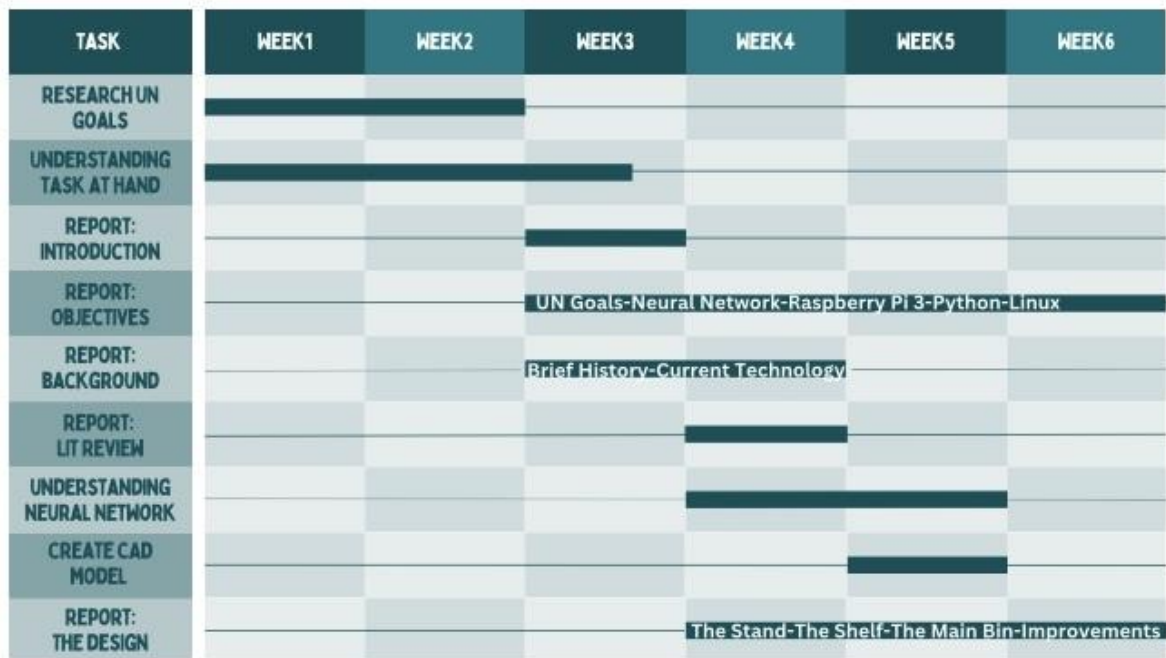 TASK
WEEK1
WEEK2
WEEK3
WEEK4
WEEK5
WEEK6
RESEARCH UN
GOALS
UNDERSTANDING
TASK AT HAND
REPORT:
INTRODUCTION
REPORT:
OBJECTIVES
UN Goals-Neural Network-Raspberry Pi 3-Python-Linux
REPORT:
BACKGROUND
Brief History-Current Technology
REPORT:
LIT REVIEW
UNDERSTANDING
NEURAL NETWORK
CREATE CAD
MODEL
REPORT:
THE DESIGN
The Stand-The Shelf-The Main Bin-Improvements